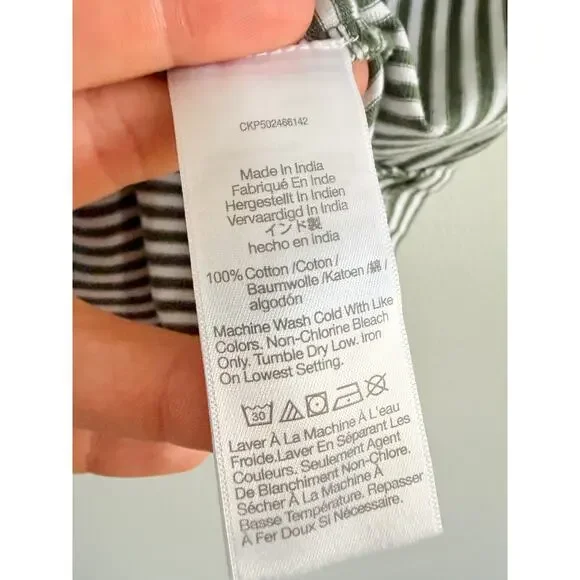 CKP502466142
Made In India
Fabriqué En Inde
Hergestellt In Indien
Vervaardigd In India
インド製
hecho en india
100% Cotton /Coton/
Baumwolle /Katoen /綿/
algodón
Machine Wash Cold With Like
Colors. Non-Chlorine Bleach
Only. Tumble Dry Low. Iron
On Lowest Setting.
30
Laver À La Machine À L'eau
Froide.Laver En Séparant Les
Couleurs. Seulement Agent
De Blanchiment Non-Chlore.
Sécher À La Machine À
Basse Température. Repasser
À Fer Doux Si Nécessaire.